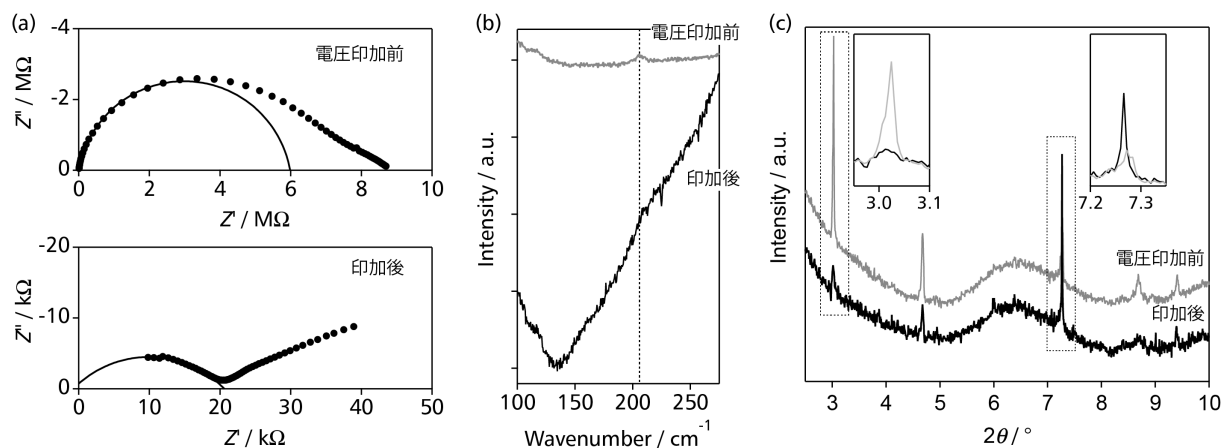 (a)
-4
電圧印加前
Z'' / MΩ
-2
0
0 2 4 6 8 10
Z' / MΩ
-20
印加後
Z'' / kΩ
-10
0
0 10 20 30 40 50
Z' / kΩ
(b)
電圧印加前
印加後
Intensity / a.u.
100 150 200 250
Wavenumber / cm⁻¹
(c)
3.0 3.1
7.2 7.3
Intensity / a.u.
電圧印加前
印加後
3 4 5 6 7 8 9 10
2θ / °